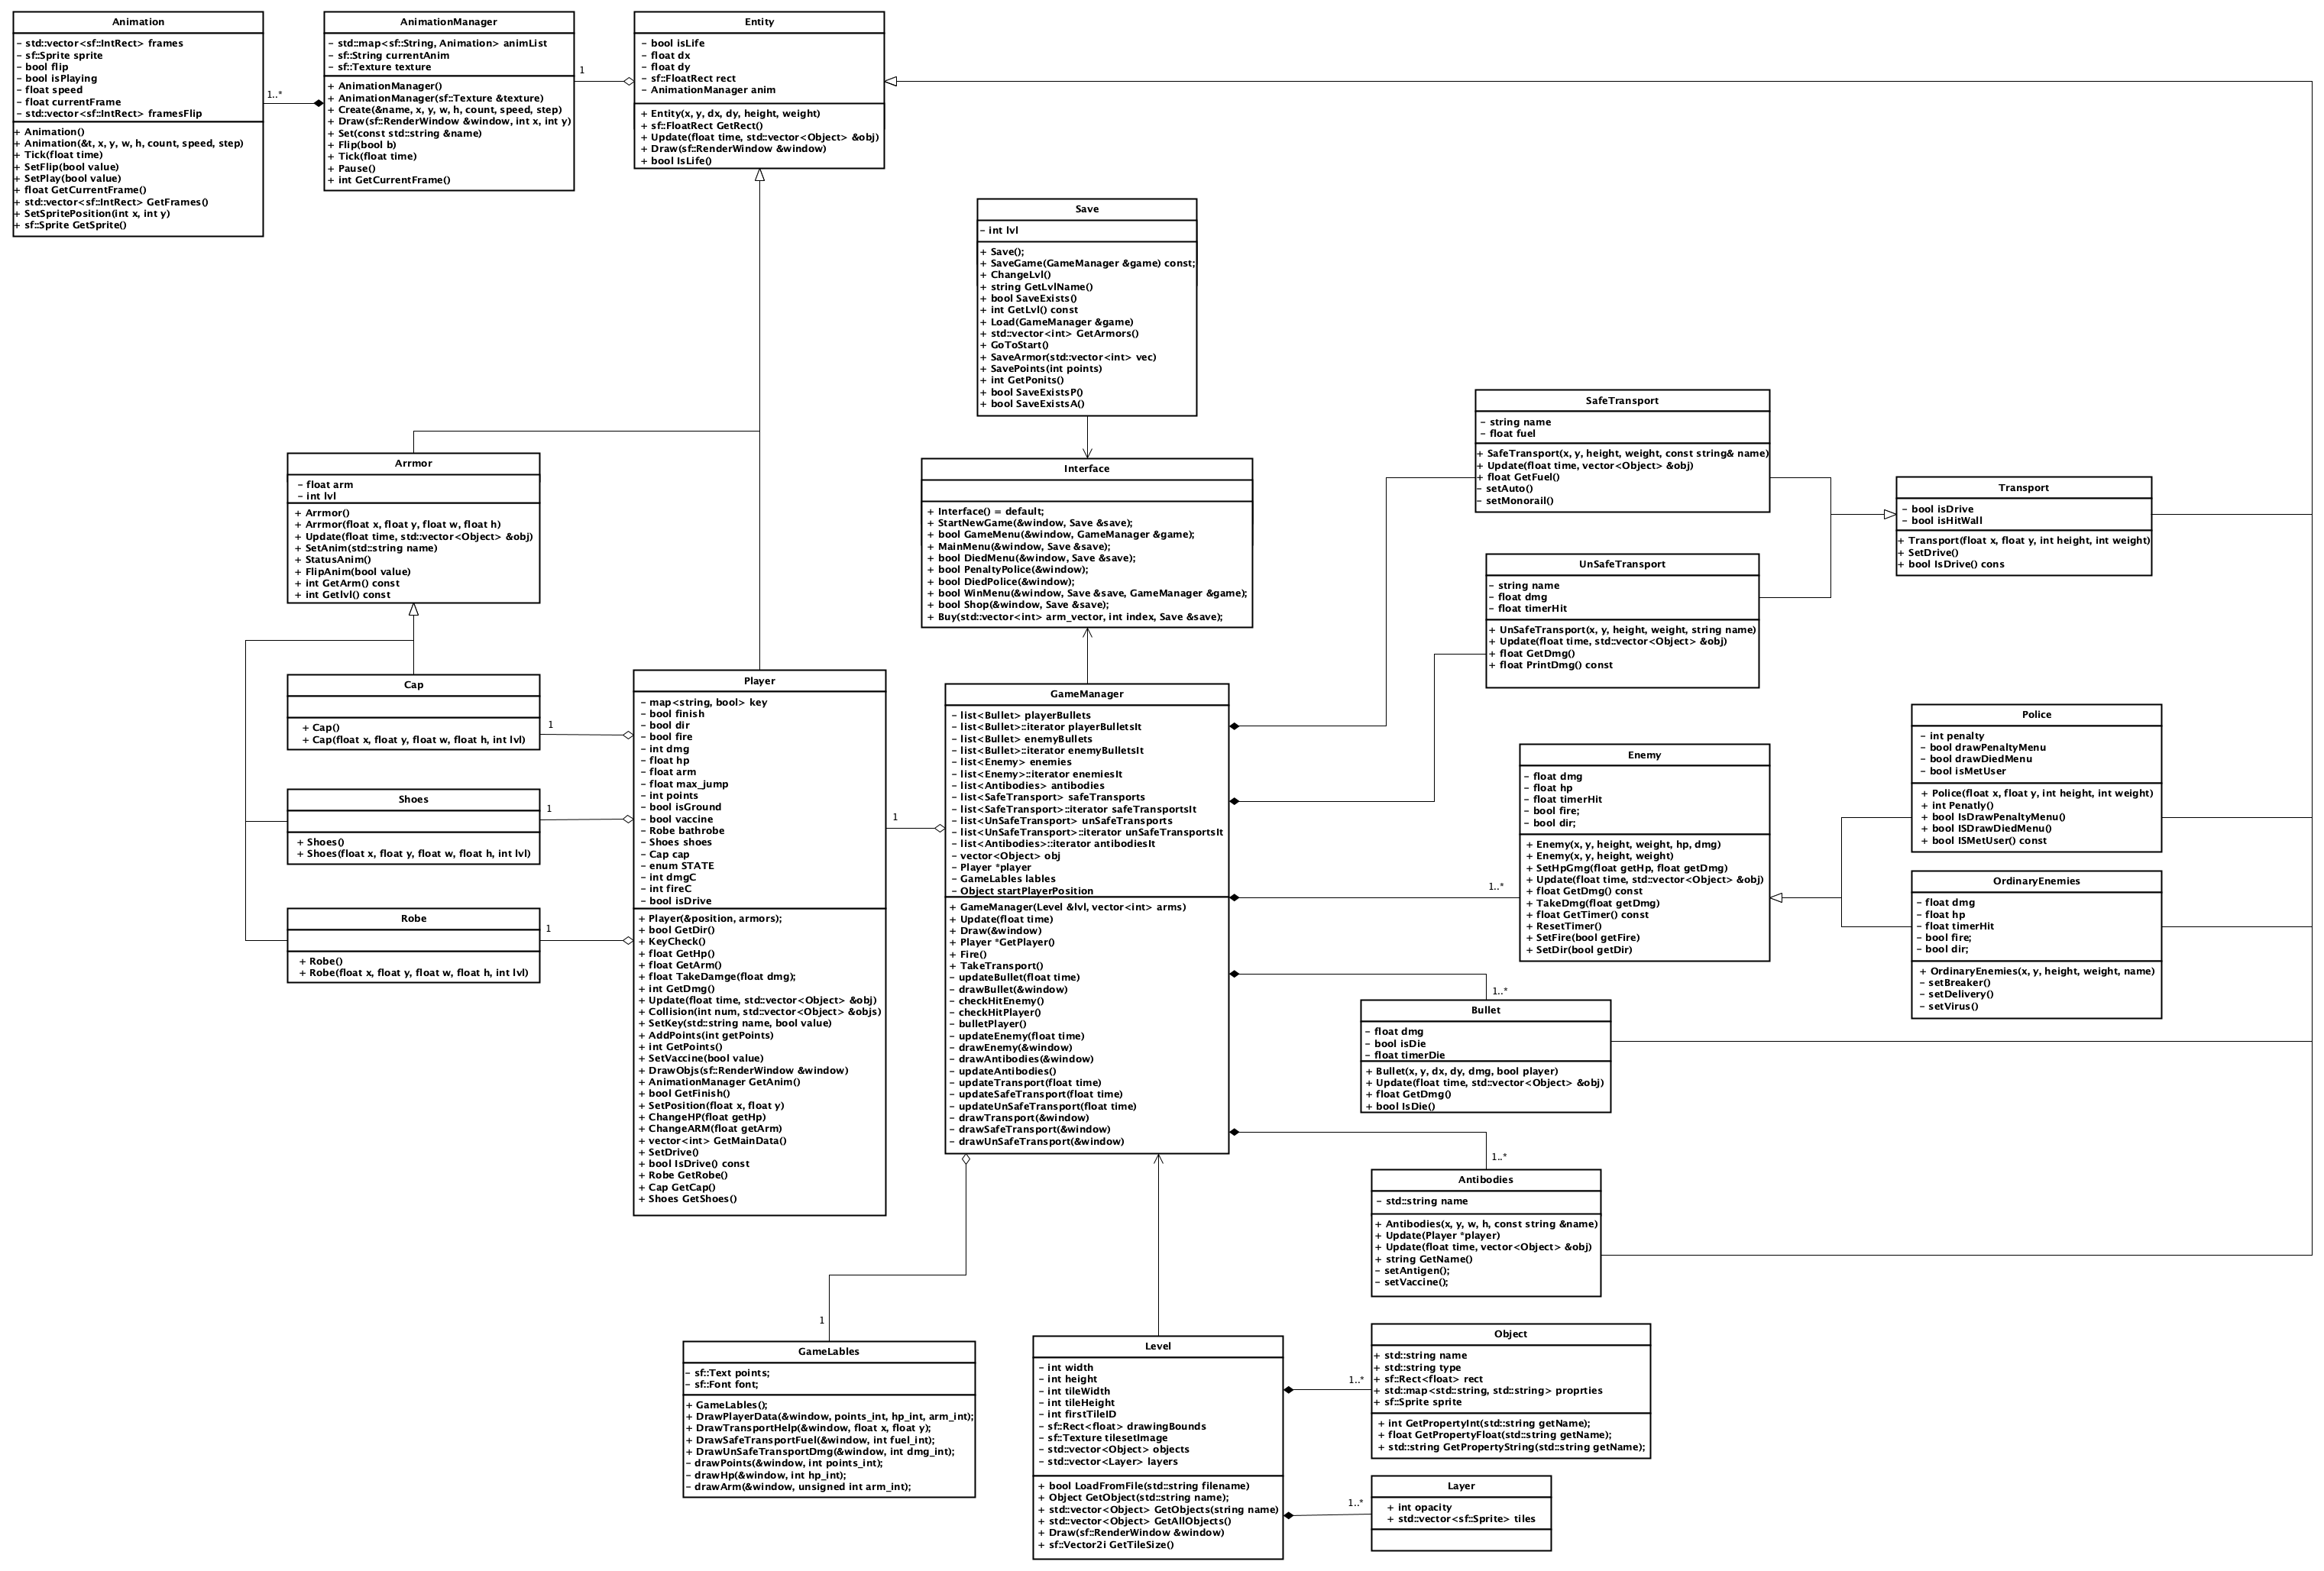 Animation
- std::vector<sf::IntRect> frames
- sf::Sprite sprite
- bool flip
- bool isPlaying
- float speed
- float currentFrame
- std::vector<sf::IntRect> framesFlip
+ Animation()
+ Animation(&t, x, y, w, h, count, speed, step)
+ Tick(float time)
+ SetFlip(bool value)
+ SetPlay(bool value)
+ float GetCurrentFrame()
+ std::vector<sf::IntRect> GetFrames()
+ SetSpritePosition(int x, int y)
+ sf::Sprite GetSprite()
1..*
AnimationManager
- std::map<sf::String, Animation> animList
- sf::String currentAnim
- sf::Texture texture
+ AnimationManager()
+ AnimationManager(sf::Texture &texture)
+ Create(&name, x, y, w, h, count, speed, step)
+ Draw(sf::RenderWindow &window, int x, int y)
+ Set(const std::string &name)
+ Flip(bool b)
+ Tick(float time)
+ Pause()
+ int GetCurrentFrame()
1
Entity
- bool isLife
- float dx
- float dy
- sf::FloatRect rect
- AnimationManager anim
+ Entity(x, y, dx, dy, height, weight)
+ sf::FloatRect GetRect()
+ Update(float time, std::vector<Object> &obj)
+ Draw(sf::RenderWindow &window)
+ bool IsLife()
Save
- int lvl
+ Save();
+ SaveGame(GameManager &game) const;
+ ChangeLvl()
+ string GetLvlName()
+ bool SaveExists()
+ int GetLvl() const
+ Load(GameManager &game)
+ std::vector<int> GetArmors()
+ GoToStart()
+ SaveArmor(std::vector<int> vec)
+ SavePoints(int points)
+ int GetPonits()
+ bool SaveExistsP()
+ bool SaveExistsA()
Arrmor
- float arm
- int lvl
+ Arrmor()
+ Arrmor(float x, float y, float w, float h)
+ Update(float time, std::vector<Object> &obj)
+ SetAnim(std::string name)
+ StatusAnim()
+ FlipAnim(bool value)
+ int GetArm() const
+ int Getlvl() const
Interface
+ Interface() = default;
+ StartNewGame(&window, Save &save);
+ bool GameMenu(&window, GameManager &game);
+ MainMenu(&window, Save &save);
+ bool DiedMenu(&window, Save &save);
+ bool PenaltyPolice(&window);
+ bool DiedPolice(&window);
+ bool WinMenu(&window, Save &save, GameManager &game);
+ bool Shop(&window, Save &save);
+ Buy(std::vector<int> arm_vector, int index, Save &save);
SafeTransport
- string name
- float fuel
+ SafeTransport(x, y, height, weight, const string& name)
+ Update(float time, vector<Object> &obj)
+ float GetFuel()
- setAuto()
- setMonorail()
Transport
- bool isDrive
- bool isHitWall
+ Transport(float x, float y, int height, int weight)
+ SetDrive()
+ bool IsDrive() cons
UnSafeTransport
- string name
- float dmg
- float timerHit
+ UnSafeTransport(x, y, height, weight, string name)
+ Update(float time, std::vector<Object> &obj)
+ float GetDmg()
+ float PrintDmg() const
Cap
+ Cap()
+ Cap(float x, float y, float w, float h, int lvl)
1
Shoes
+ Shoes()
+ Shoes(float x, float y, float w, float h, int lvl)
1
Robe
+ Robe()
+ Robe(float x, float y, float w, float h, int lvl)
1
Player
- map<string, bool> key
- bool finish
- bool dir
- bool fire
- int dmg
- float hp
- float arm
- float max_jump
- int points
- bool isGround
- bool vaccine
- Robe bathrobe
- Shoes shoes
- Cap cap
- enum STATE
- int dmgC
- int fireC
- bool isDrive
+ Player(&position, armors);
+ bool GetDir()
+ KeyCheck()
+ float GetHp()
+ float GetArm()
+ float TakeDamge(float dmg);
+ int GetDmg()
+ Update(float time, std::vector<Object> &obj)
+ Collision(int num, std::vector<Object> &objs)
+ SetKey(std::string name, bool value)
+ AddPoints(int getPoints)
+ int GetPoints()
+ SetVaccine(bool value)
+ DrawObjs(sf::RenderWindow &window)
+ AnimationManager GetAnim()
+ bool GetFinish()
+ SetPosition(float x, float y)
+ ChangeHP(float getHp)
+ ChangeARM(float getArm)
+ vector<int> GetMainData()
+ SetDrive()
+ bool IsDrive() const
+ Robe GetRobe()
+ Cap GetCap()
+ Shoes GetShoes()
1
GameManager
- list<Bullet> playerBullets
- list<Bullet>::iterator playerBulletsIt
- list<Bullet> enemyBullets
- list<Bullet>::iterator enemyBulletsIt
- list<Enemy> enemies
- list<Enemy>::iterator enemiesIt
- list<Antibodies> antibodies
- list<SafeTransport> safeTransports
- list<SafeTransport>::iterator safeTransportsIt
- list<UnSafeTransport> unSafeTransports
- list<UnSafeTransport>::iterator unSafeTransportsIt
- list<Antibodies>::iterator antibodiesIt
- vector<Object> obj
- Player *player
- GameLables lables
- Object startPlayerPosition
+ GameManager(Level &lvl, vector<int> arms)
+ Update(float time)
+ Draw(&window)
+ Player *GetPlayer()
+ Fire()
+ TakeTransport()
- updateBullet(float time)
- drawBullet(&window)
- checkHitEnemy()
- checkHitPlayer()
- bulletPlayer()
- updateEnemy(float time)
- drawEnemy(&window)
- drawAntibodies(&window)
- updateAntibodies()
- updateTransport(float time)
- updateSafeTransport(float time)
- updateUnSafeTransport(float time)
- drawTransport(&window)
- drawSafeTransport(&window)
- drawUnSafeTransport(&window)
1..*
Enemy
- float dmg
- float hp
- float timerHit
- bool fire;
- bool dir;
+ Enemy(x, y, height, weight, hp, dmg)
+ Enemy(x, y, height, weight)
+ SetHpGmg(float getHp, float getDmg)
+ Update(float time, std::vector<Object> &obj)
+ float GetDmg() const
+ TakeDmg(float getDmg)
+ float GetTimer() const
+ ResetTimer()
+ SetFire(bool getFire)
+ SetDir(bool getDir)
Police
- int penalty
- bool drawPenaltyMenu
- bool drawDiedMenu
- bool isMetUser
+ Police(float x, float y, int height, int weight)
+ int Penatly()
+ bool IsDrawPenaltyMenu()
+ bool ISDrawDiedMenu()
+ bool ISMetUser() const
OrdinaryEnemies
- float dmg
- float hp
- float timerHit
- bool fire;
- bool dir;
+ OrdinaryEnemies(x, y, height, weight, name)
- setBreaker()
- setDelivery()
- setVirus()
1..*
Bullet
- float dmg
- bool isDie
- float timerDie
+ Bullet(x, y, dx, dy, dmg, bool player)
+ Update(float time, std::vector<Object> &obj)
+ float GetDmg()
+ bool IsDie()
1..*
Antibodies
- std::string name
+ Antibodies(x, y, w, h, const string &name)
+ Update(Player *player)
+ Update(float time, vector<Object> &obj)
+ string GetName()
- setAntigen();
- setVaccine();
1
GameLables
- sf::Text points;
- sf::Font font;
+ GameLables();
+ DrawPlayerData(&window, points_int, hp_int, arm_int);
+ DrawTransportHelp(&window, float x, float y);
+ DrawSafeTransportFuel(&window, int fuel_int);
+ DrawUnSafeTransportDmg(&window, int dmg_int);
- drawPoints(&window, int points_int);
- drawHp(&window, int hp_int);
- drawArm(&window, unsigned int arm_int);
Level
- int width
- int height
- int tileWidth
- int tileHeight
- int firstTileID
- sf::Rect<float> drawingBounds
- sf::Texture tilesetImage
- std::vector<Object> objects
- std::vector<Layer> layers
+ bool LoadFromFile(std::string filename)
+ Object GetObject(std::string name);
+ std::vector<Object> GetObjects(string name)
+ std::vector<Object> GetAllObjects()
+ Draw(sf::RenderWindow &window)
+ sf::Vector2i GetTileSize()
1..*
Object
+ std::string name
+ std::string type
+ sf::Rect<float> rect
+ std::map<std::string, std::string> proprties
+ sf::Sprite sprite
+ int GetPropertyInt(std::string getName);
+ float GetPropertyFloat(std::string getName);
+ std::string GetPropertyString(std::string getName);
1..*
Layer
+ int opacity
+ std::vector<sf::Sprite> tiles